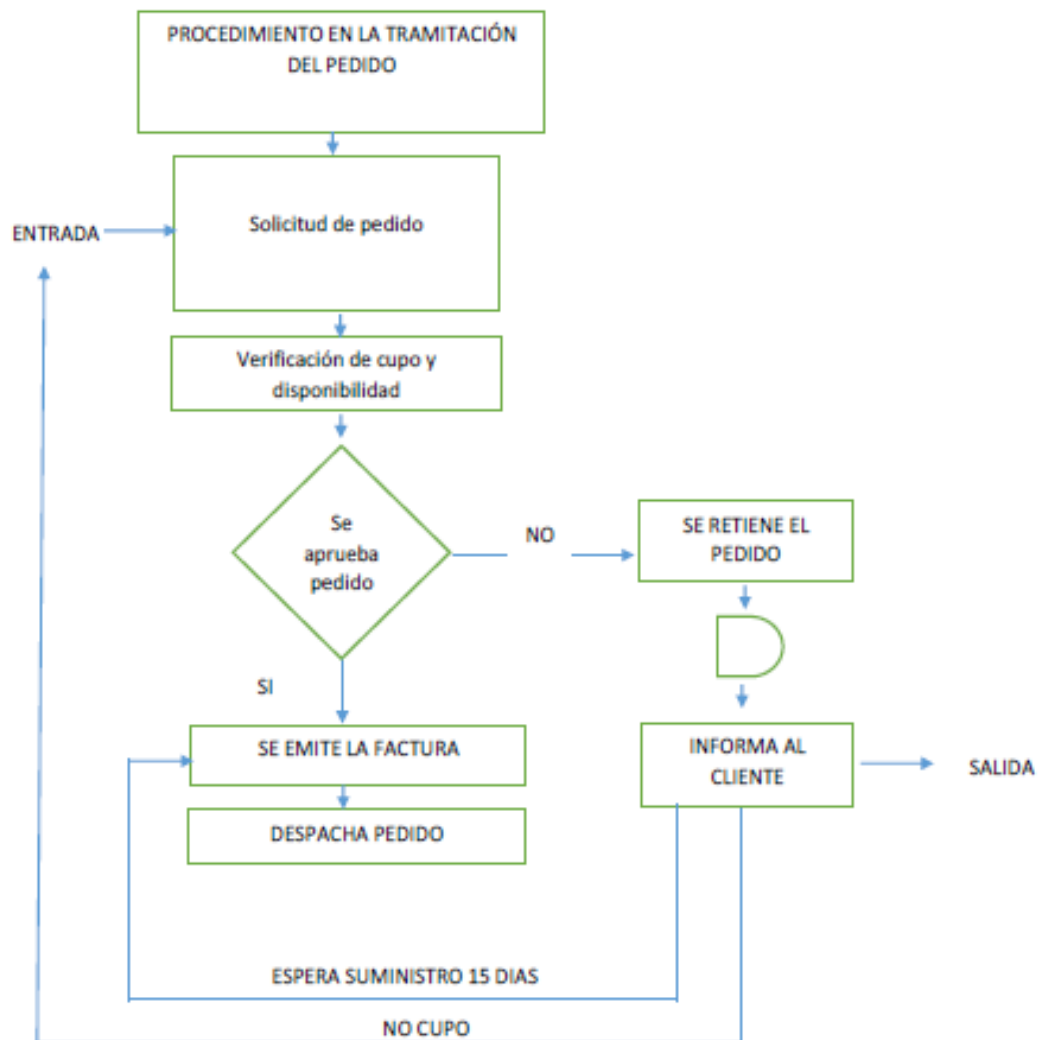 PROCEDIMIENTO EN LA TRAMITACIÓN
DEL PEDIDO
Solicitud de pedido
ENTRADA
Verificación de cupo y
disponibilidad
Se
aprueba
pedido
NO
SE RETIENE EL
PEDIDO
SI
SE EMITE LA FACTURA
INFORMA AL
CLIENTE
SALIDA
DESPACHA PEDIDO
ESPERA SUMINISTRO 15 DIAS
NO CUPO